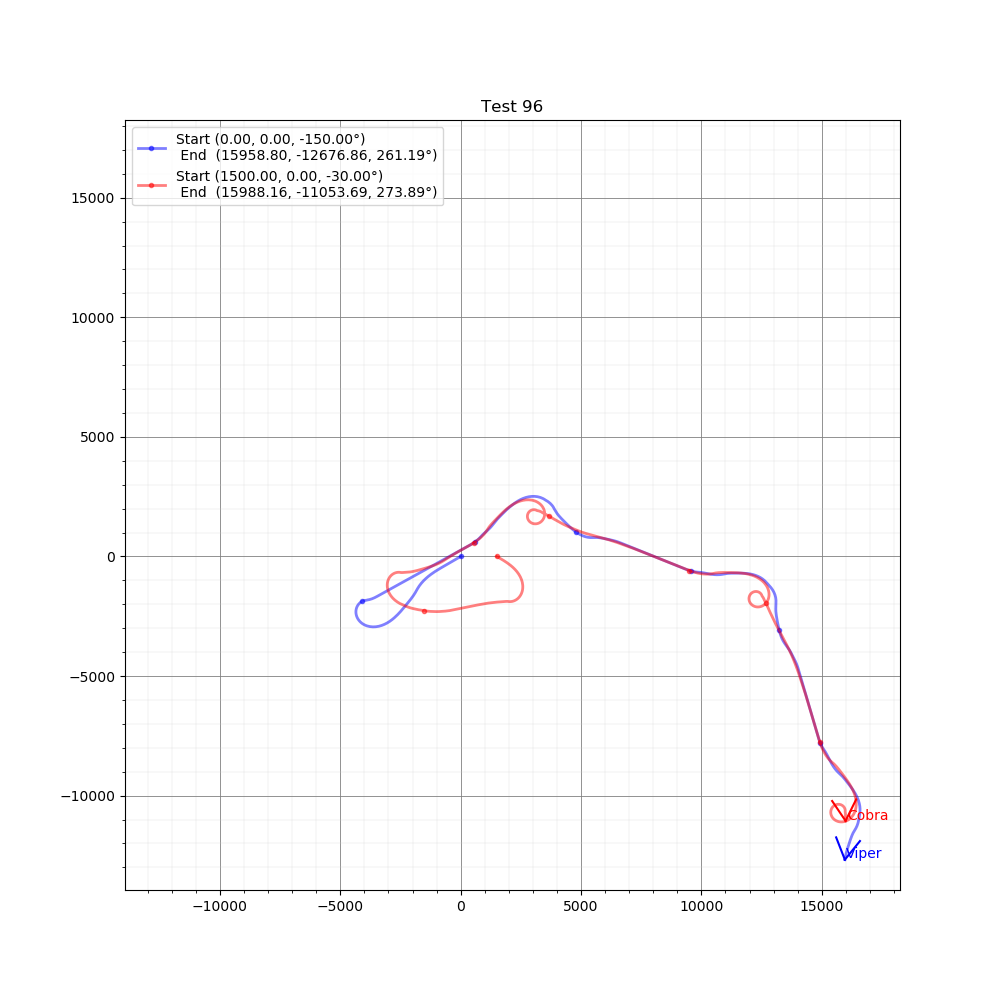 Test 96
Start (0.00, 0.00, -150.00°)
End  (15958.80, -12676.86, 261.19°)
Start (1500.00, 0.00, -30.00°)
End  (15988.16, -11053.69, 273.89°)
15000
10000
5000
0
−5000
−10000
Cobra
Viper
−10000
−5000
0
5000
10000
15000